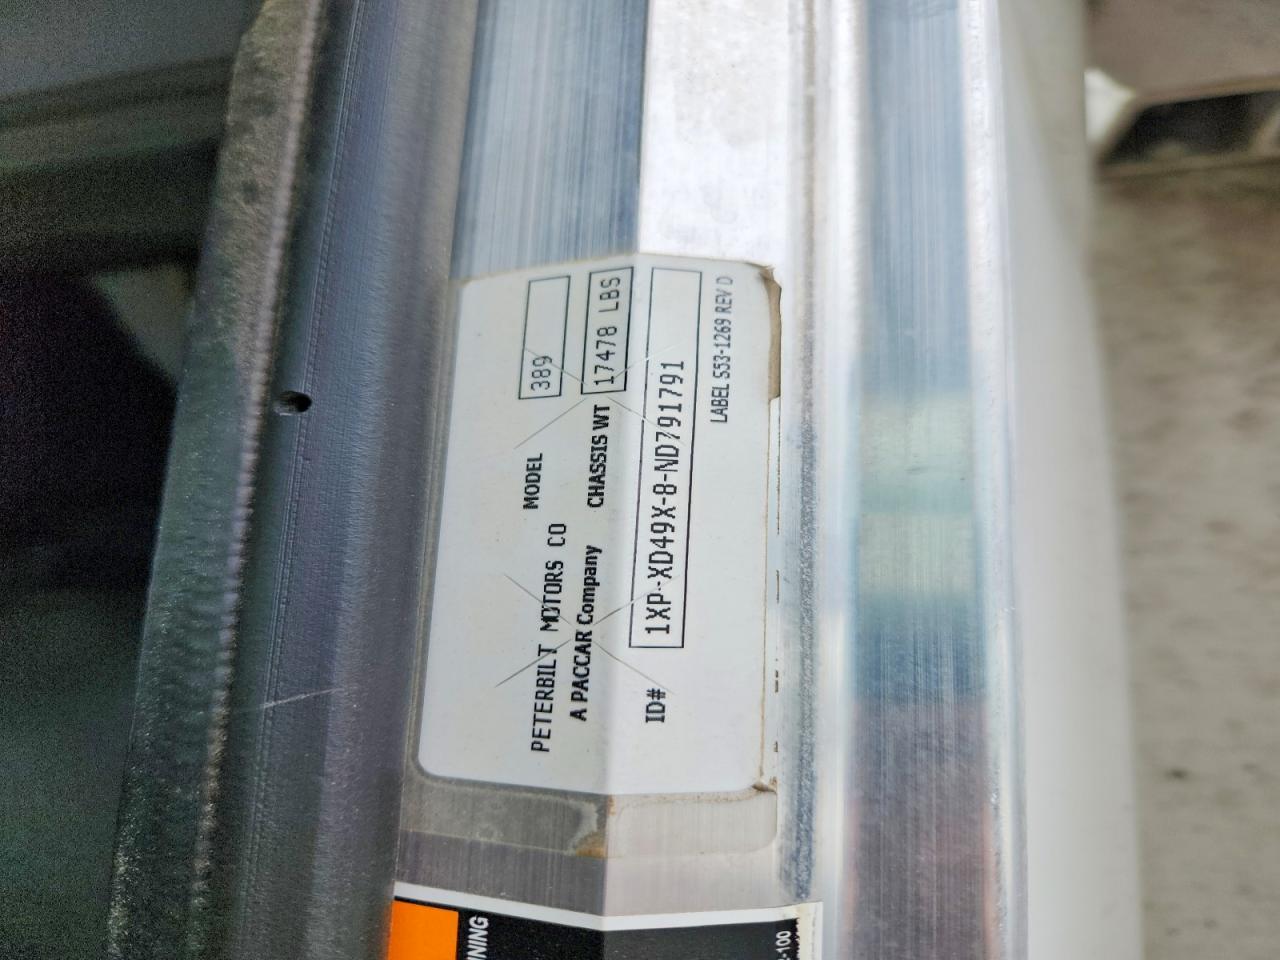 PETERBILT MOTORS CO MODEL 389
A PACCAR Company CHASSIS WT 17478 LBS
ID# 1XP-XD49X-8-ND791791
LABEL S53-1269 REV D